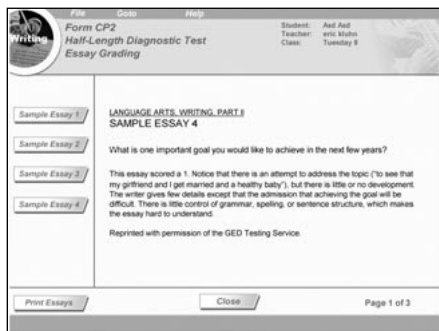 File Goto Help
Writing
Form CP2
Half-Length Diagnostic Test
Essay Grading
Student: Asd Asd
Teacher: eric kluhn
Class: Tuesday 8
Sample Essay 1
Sample Essay 2
Sample Essay 3
Sample Essay 4
LANGUAGE ARTS, WRITING, PART II
SAMPLE ESSAY 4
What is one important goal you would like to achieve in the next few years?
This essay scored a 1. Notice that there is an attempt to address the topic ("to see that
my girlfriend and I get married and a healthy baby"), but there is little or no development.
The writer gives few details except that the admission that achieving the goal will be
difficult. There is little control of grammar, spelling, or sentence structure, which makes
the essay hard to understand.
Reprinted with permission of the GED Testing Service.
Print Essays
Close
Page 1 of 3